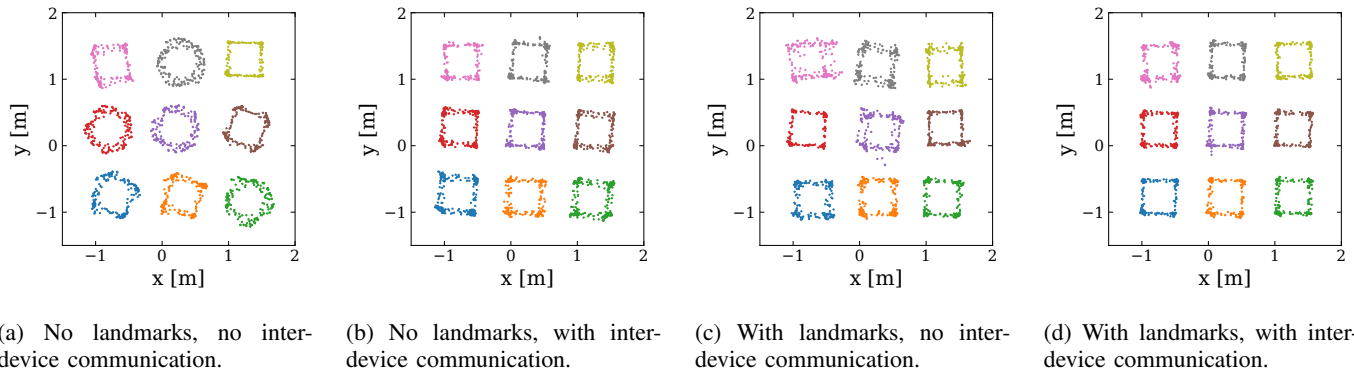 2
1
0
−1
−1
0
1
2
y [m]
x [m]
2
1
0
−1
−1
0
1
2
y [m]
x [m]
2
1
0
−1
−1
0
1
2
y [m]
x [m]
2
1
0
−1
−1
0
1
2
y [m]
x [m]
(a) No landmarks, no inter-
device communication.
(b) No landmarks, with inter-
device communication.
(c) With landmarks, no inter-
device communication.
(d) With landmarks, with inter-
device communication.